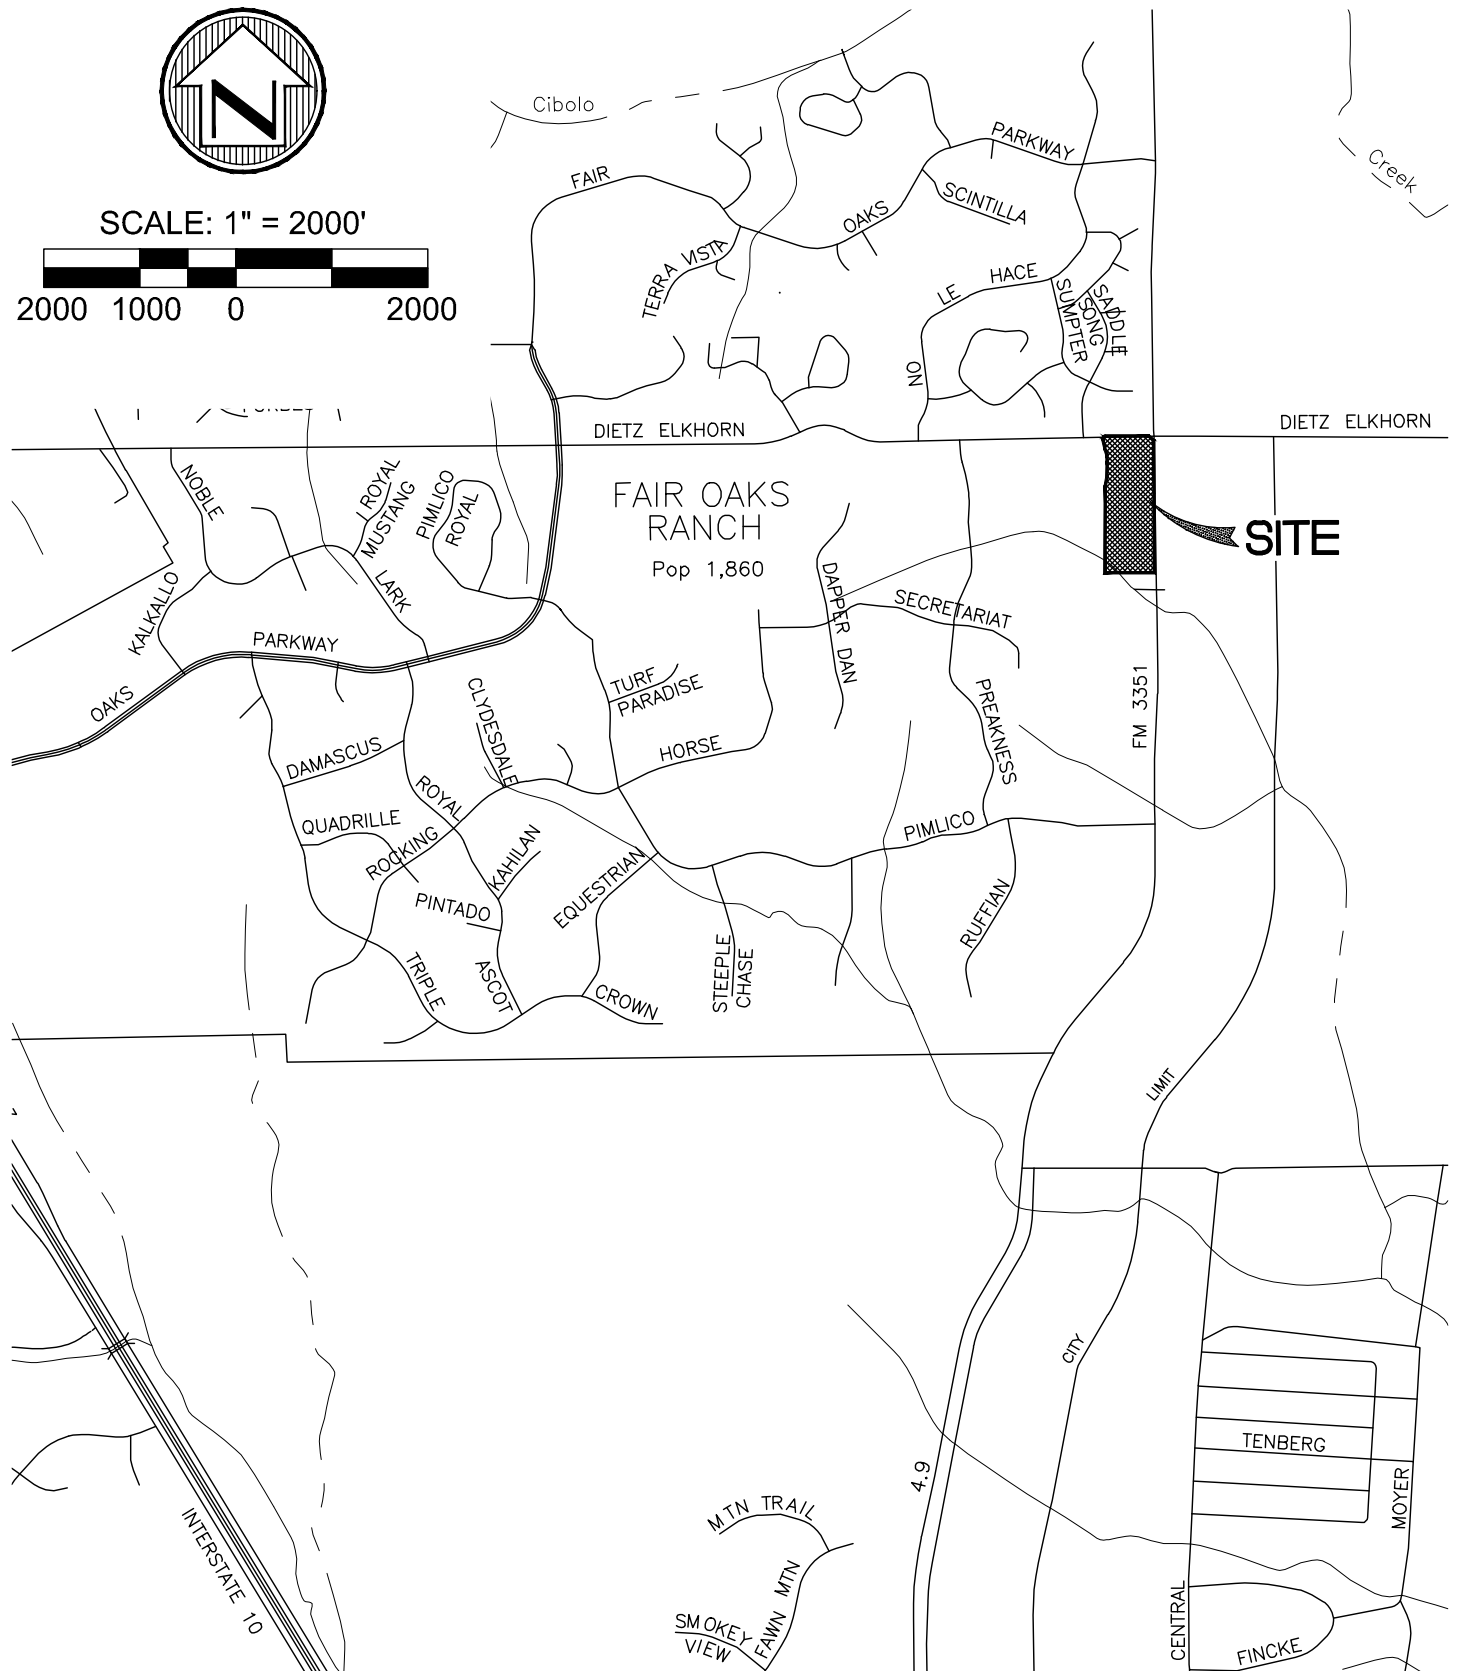 N
SCALE: 1" = 2000'
2000 1000 0 2000
Cibolo
Creek
PARKWAY
FAIR
SCINTILLA
OAKS
TERRA VISTA
HACE
LE
SADDLE
SONG
SUMPTER
ON
DIETZ ELKHORN
DIETZ ELKHORN
NOBLE
I ROYAL
MUSTANG
PIMLICO
ROYAL
FAIR OAKS
RANCH
Pop 1,860
SITE
KALKALLO
LARK
DAPPER DAN
SECRETARIAT
PARKWAY
OAKS
TURF
PARADISE
CLYDESDALE
PREAKNESS
FM 3351
HORSE
DAMASCUS
ROYAL
QUADRILLE
ROCKING
KAHILAN
PIMLICO
EQUESTRIAN
PINTADO
RUFFIAN
STEEPLE
CHASE
TRIPLE
ASCOT
CROWN
LIMIT
CITY
TENBERG
MOYER
4.9
MTN TRAIL
INTERSTATE 10
FAWN MTN
SMOKEY
VIEW
CENTRAL
FINCKE